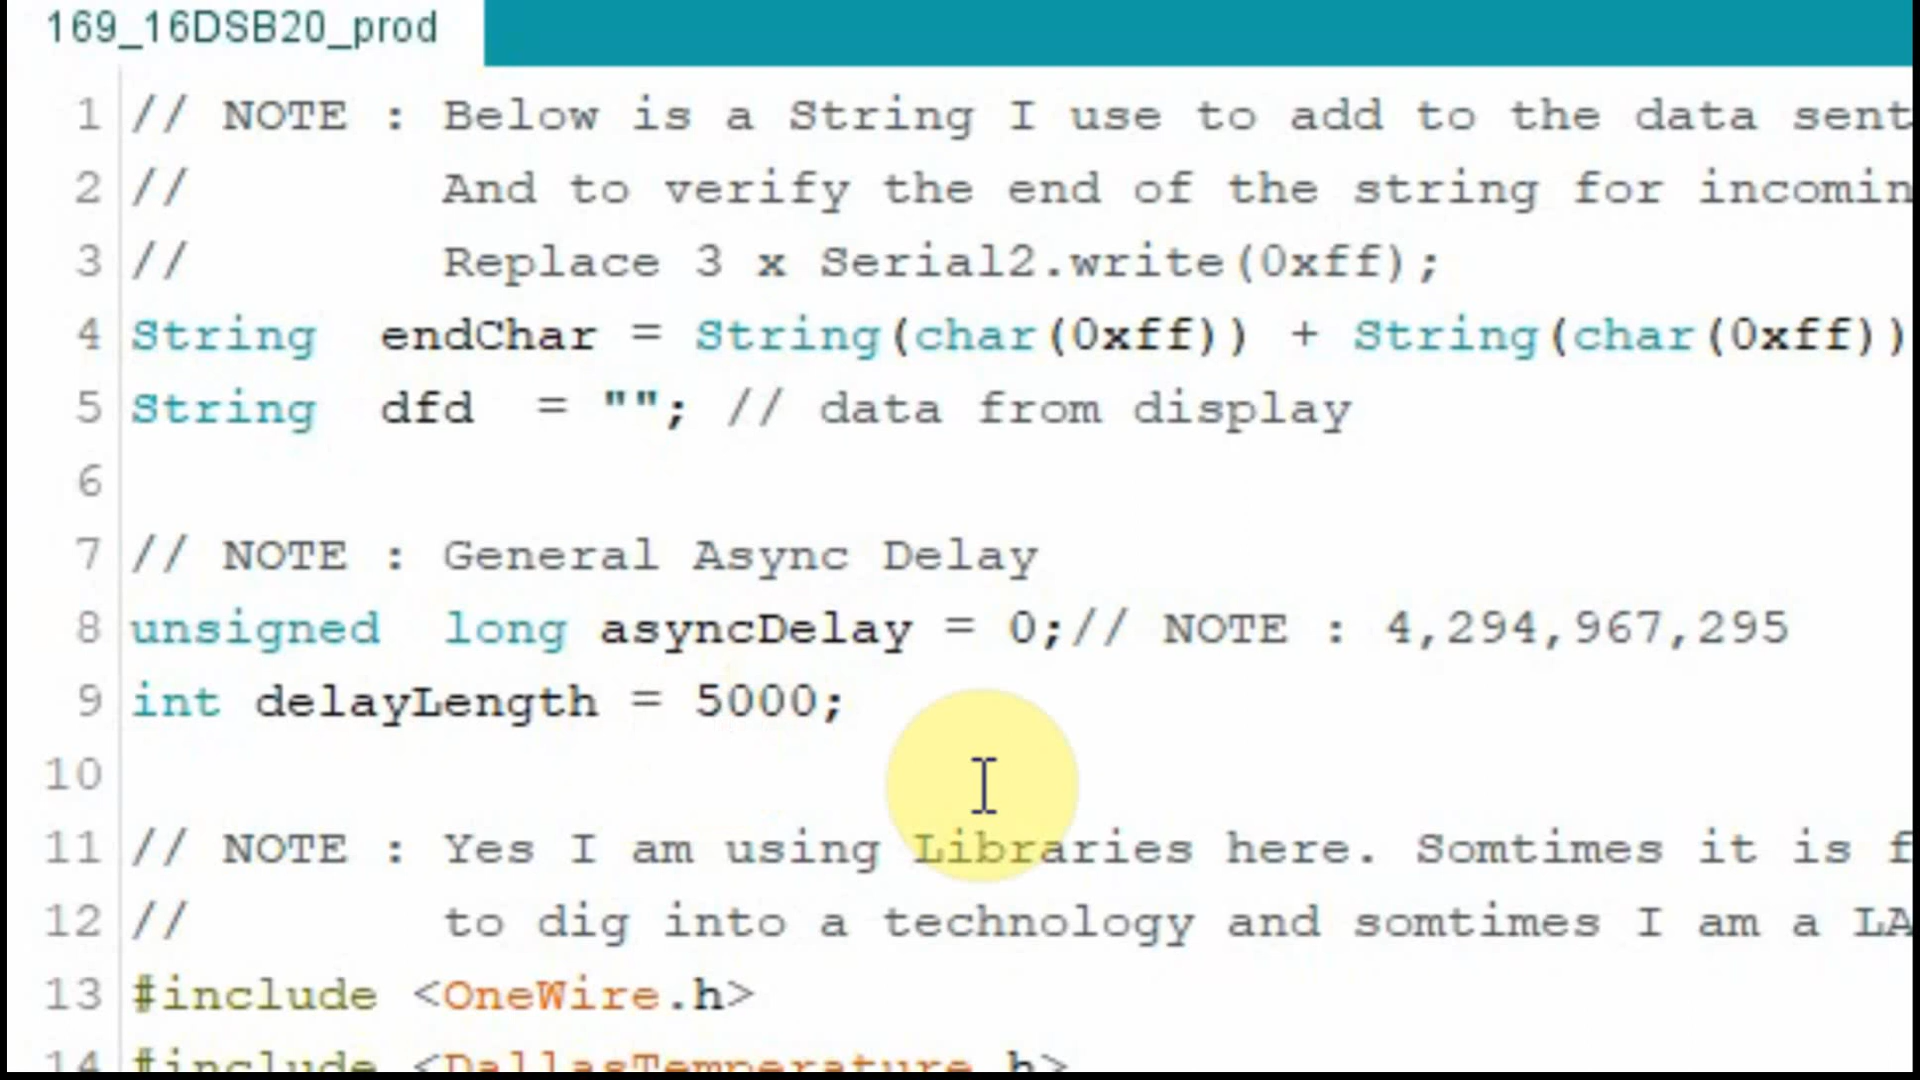 169_16DSB20_prod
1 // NOTE : Below is a String I use to add to the data sent
2 // And to verify the end of the string for incomin
3 // Replace 3 x Serial2.write(0xff);
4 String endChar = String(char(0xff)) + String(char(0xff))
5 String dfd = ""; // data from display
6
7 // NOTE : General Async Delay
8 unsigned long asyncDelay = 0;// NOTE : 4,294,967,295
9 int delayLength = 5000;
10
11 // NOTE : Yes I am using Libraries here. Somtimes it is f
12 // to dig into a technology and somtimes I am a LA
13 #include <OneWire.h>
14 #include <DallasTemperature.h>